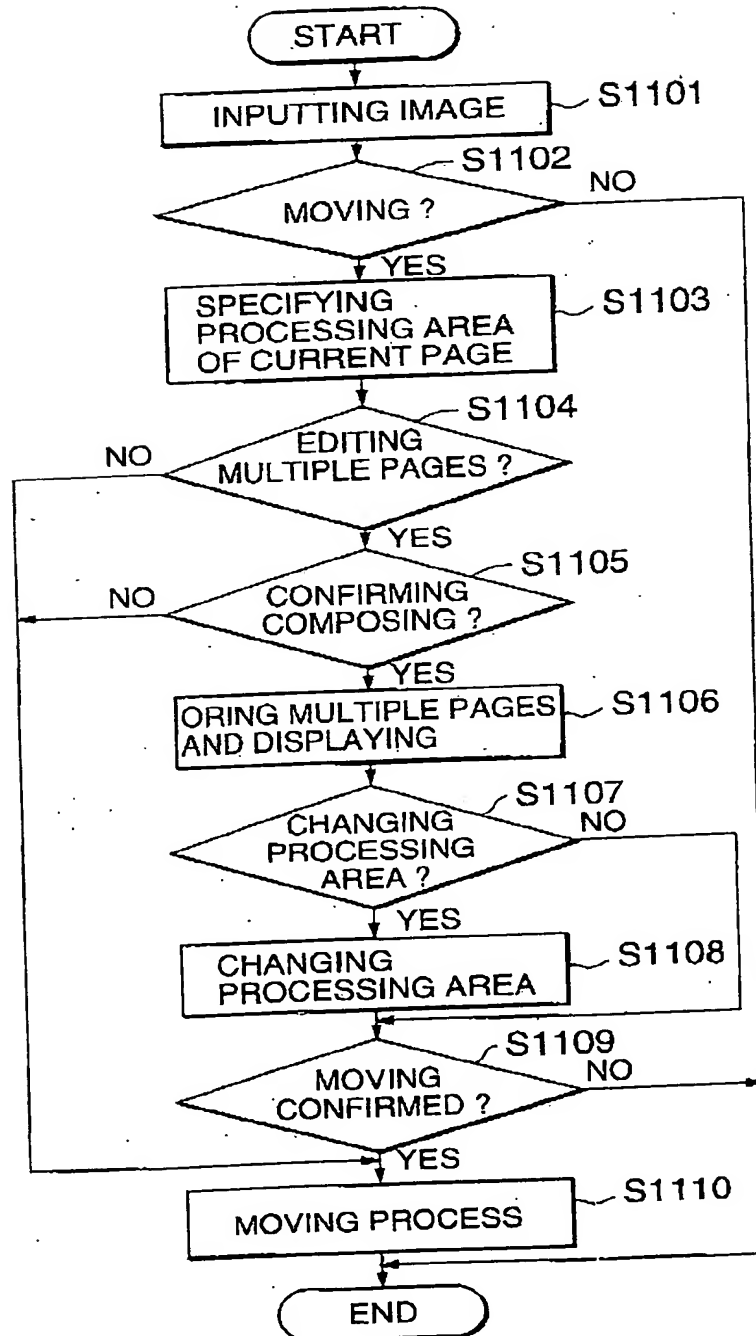 START
INPUTTING IMAGE
S1101
S1102
MOVING ?
NO
YES
SPECIFYING
PROCESSING AREA
OF CURRENT PAGE
S1103
S1104
EDITING
MULTIPLE PAGES ?
NO
YES
S1105
CONFIRMING
COMPOSING ?
NO
YES
ORING MULTIPLE PAGES
AND DISPLAYING
S1106
S1107
CHANGING
PROCESSING
AREA ?
NO
YES
CHANGING
PROCESSING AREA
S1108
S1109
MOVING
CONFIRMED ?
NO
YES
MOVING PROCESS
S1110
END